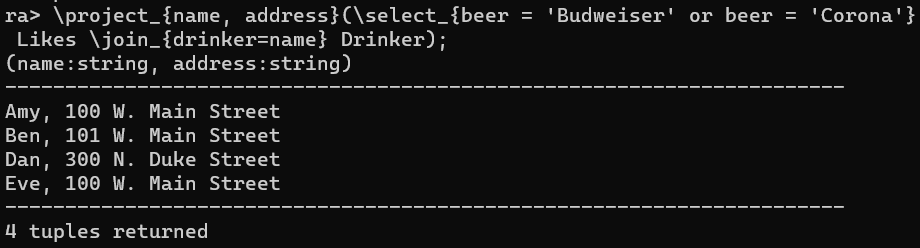 ra> \project_{name, address}(\select_{beer = 'Budweiser' or beer = 'Corona'}
 Likes \join_{drinker=name} Drinker);
(name:string, address:string)
----------------------------------------------------------------------
Amy, 100 W. Main Street
Ben, 101 W. Main Street
Dan, 300 N. Duke Street
Eve, 100 W. Main Street
----------------------------------------------------------------------
4 tuples returned